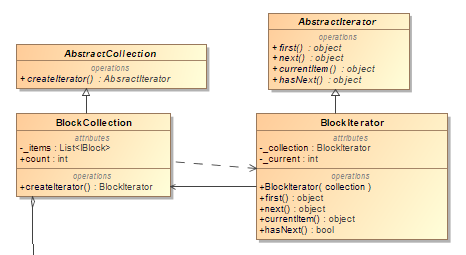 AbstractCollection
operations
+ createIterator() : AbsractIterator
AbstractIterator
operations
+ first() : object
+ next() : object
+ currentItem() : object
+ hasNext() : object
BlockCollection
attributes
-_items : List<IBlock>
+count : int
operations
+createIterator() : BlockIterator
BlockIterator
attributes
-_collection : BlockIterator
-_current : int
operations
+BlockIterator( collection )
+first() : object
+next() : object
+currentItem() : object
+hasNext() : bool